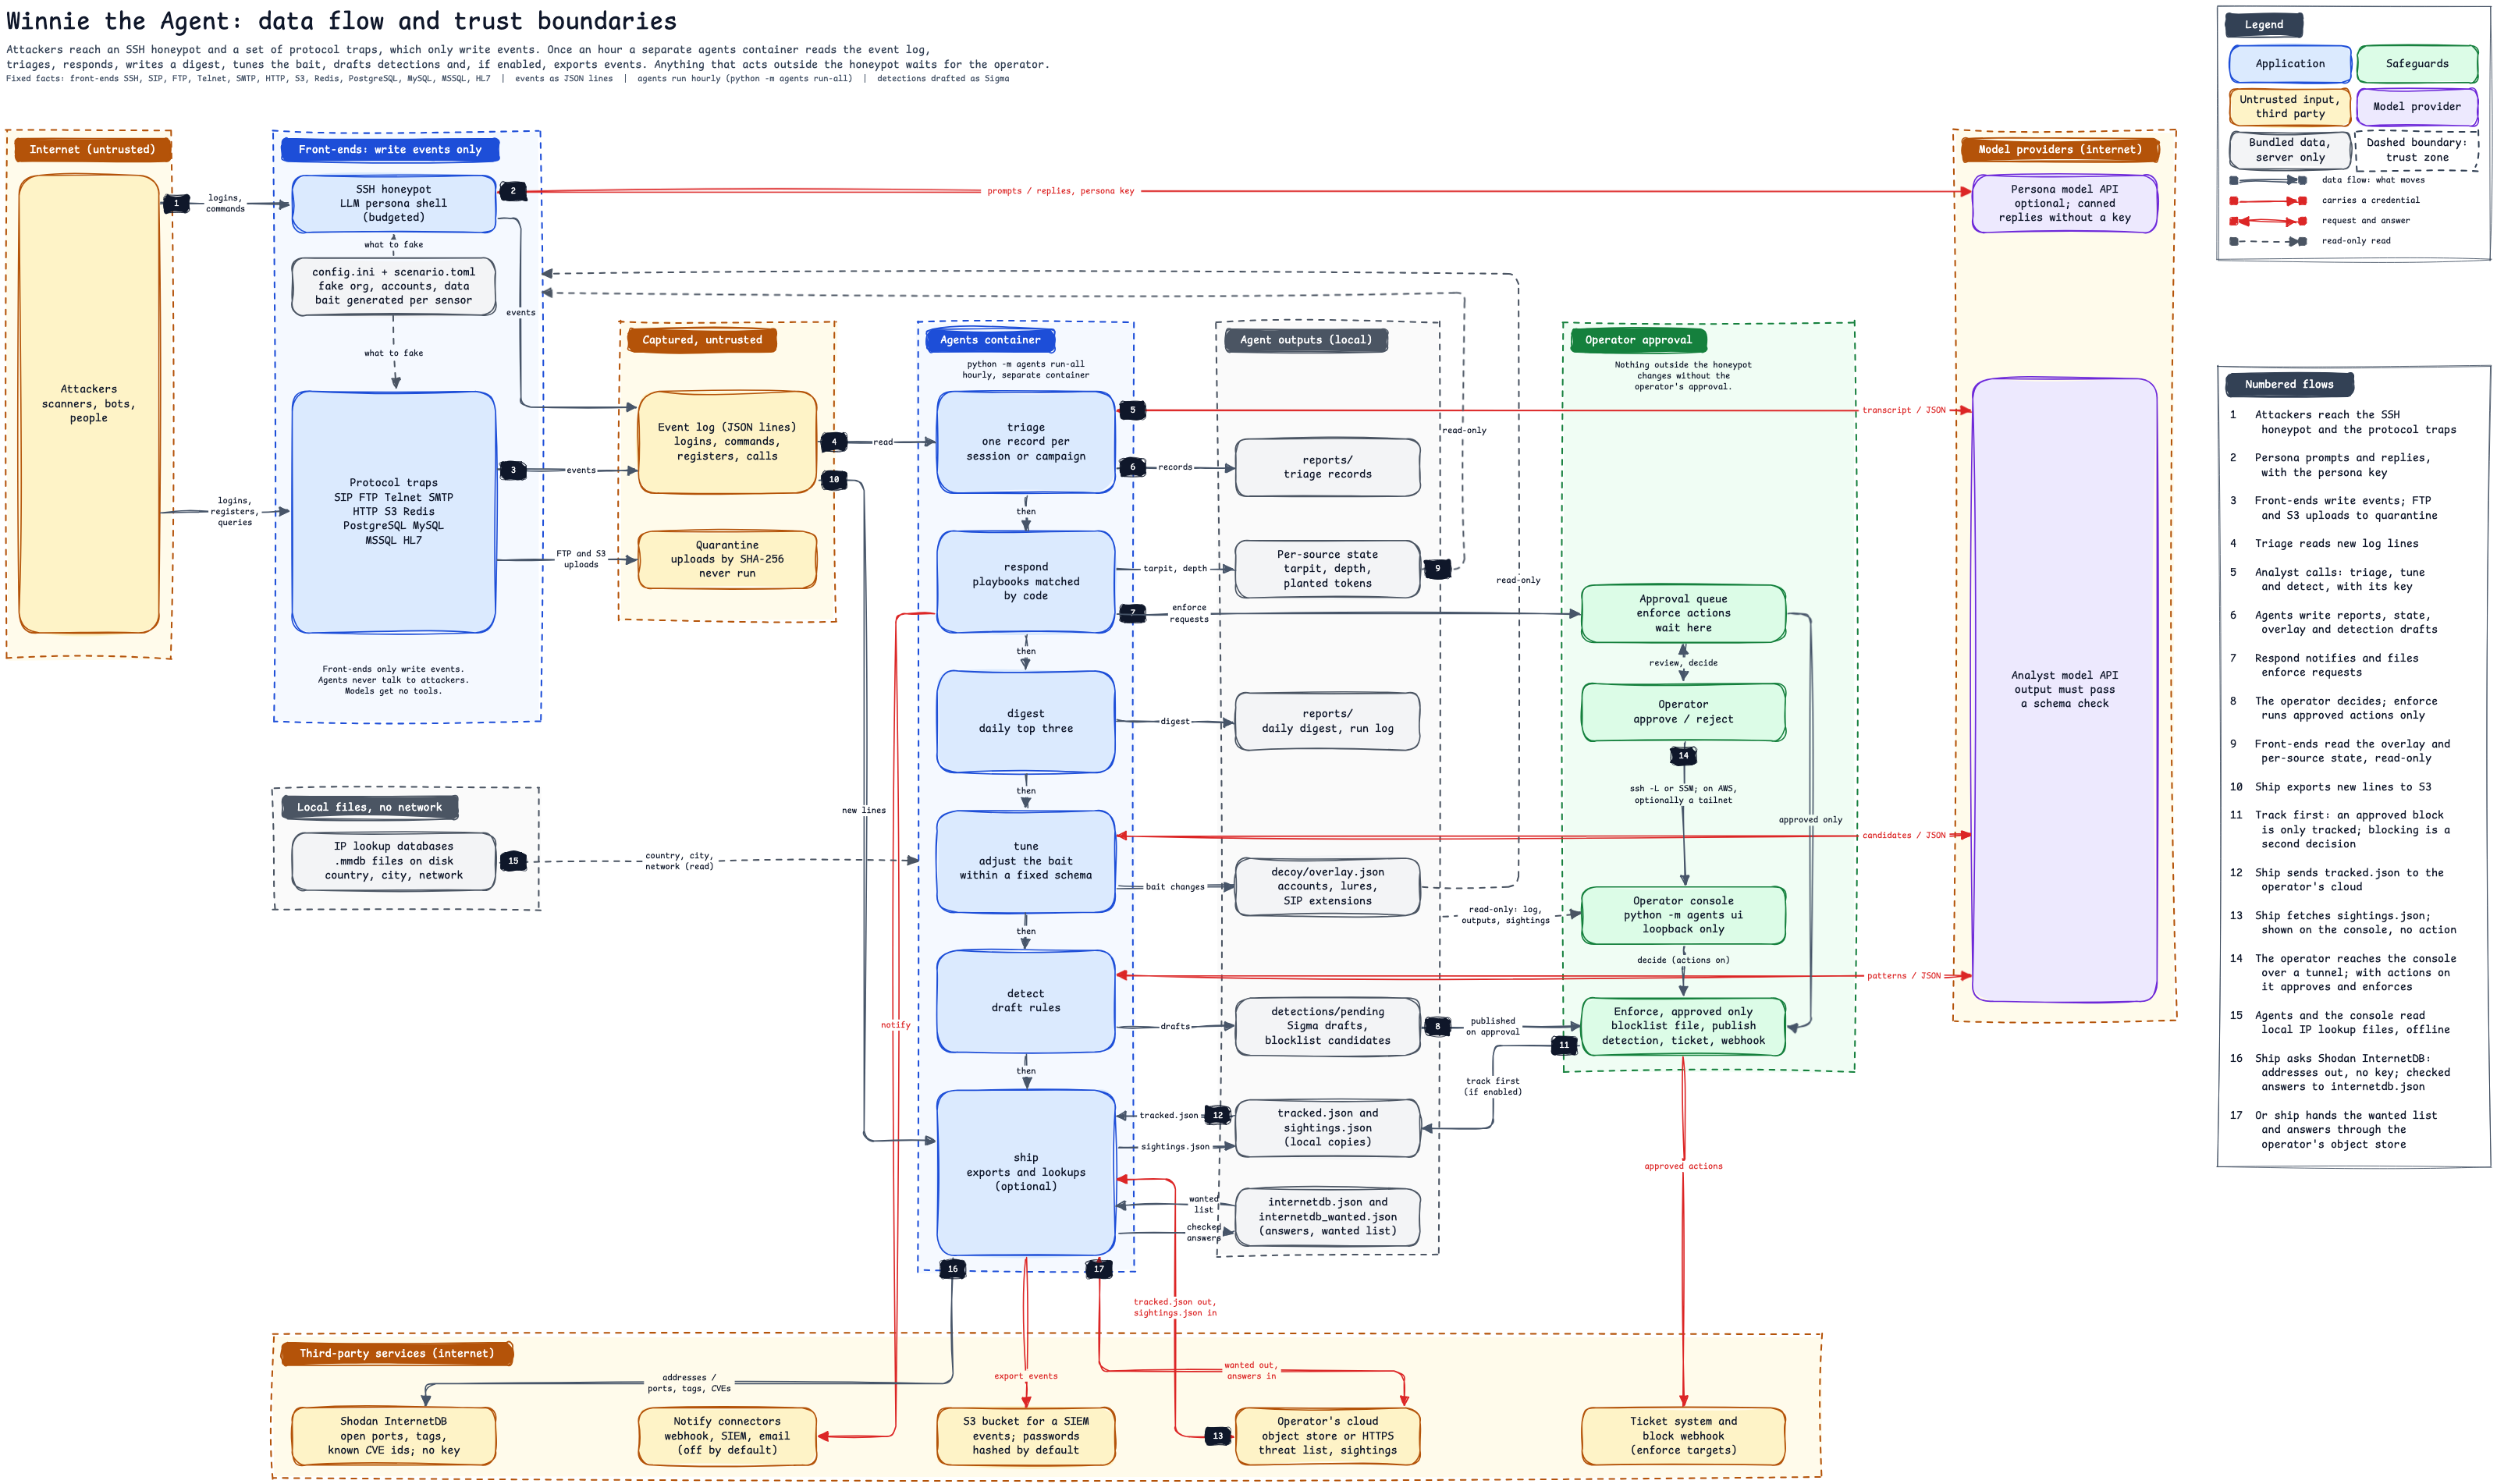 Winnie the Agent: data flow and trust boundaries
Attackers reach an SSH honeypot and a set of protocol traps, which only write events. Once an hour a separate agents container reads the event log,
triages, responds, writes a digest, tunes the bait, drafts detections and, if enabled, exports events. Anything that acts outside the honeypot waits for the operator.
Fixed facts: front-ends SSH, SIP, FTP, Telnet, SMTP, HTTP, S3, Redis, PostgreSQL, MySQL, MSSQL, HL7 | events as JSON lines | agents run hourly (python -m agents run-all) | detections drafted as Sigma
Legend
Application
Safeguards
Untrusted input,
third party
Model provider
Bundled data,
server only
Dashed boundary:
trust zone
data flow: what moves
carries a credential
request and answer
read-only read
Internet (untrusted)
Attackers
scanners, bots,
people
1
logins,
commands
logins,
registers,
queries
Front-ends: write events only
SSH honeypot
LLM persona shell
(budgeted)
2
prompts / replies, persona key
what to fake
config.ini + scenario.toml
fake org, accounts, data
bait generated per sensor
what to fake
events
Protocol traps
SIP FTP Telnet SMTP
HTTP S3 Redis
PostgreSQL MySQL
MSSQL HL7
3
events
FTP and S3
uploads
Front-ends only write events.
Agents never talk to attackers.
Models get no tools.
Captured, untrusted
Event log (JSON lines)
logins, commands,
registers, calls
4
read
10
new lines
Quarantine
uploads by SHA-256
never run
Agents container
python -m agents run-all
hourly, separate container
triage
one record per
session or campaign
5
transcript / JSON
6
records
then
respond
playbooks matched
by code
tarpit, depth
7
enforce
requests
notify
then
digest
daily top three
digest
then
tune
adjust the bait
within a fixed schema
candidates / JSON
bait changes
then
detect
draft rules
patterns / JSON
drafts
then
ship
exports and lookups
(optional)
tracked.json
12
sightings.json
wanted
list
checked
answers
16
17
Agent outputs (local)
reports/
triage records
Per-source state
tarpit, depth,
planted tokens
9
read-only
read-only
reports/
daily digest, run log
decoy/overlay.json
accounts, lures,
SIP extensions
read-only: log,
outputs, sightings
detections/pending
Sigma drafts,
blocklist candidates
8
published
on approval
11
track first
(if enabled)
tracked.json and
sightings.json
(local copies)
internetdb.json and
internetdb_wanted.json
(answers, wanted list)
Operator approval
Nothing outside the honeypot
changes without the
operator's approval.
Approval queue
enforce actions
wait here
review, decide
Operator
approve / reject
14
ssh -L or SSM; on AWS,
optionally a tailnet
approved only
Operator console
python -m agents ui
loopback only
decide (actions on)
Enforce, approved only
blocklist file, publish
detection, ticket, webhook
approved actions
Model providers (internet)
Persona model API
optional; canned
replies without a key
Analyst model API
output must pass
a schema check
Local files, no network
IP lookup databases
.mmdb files on disk
country, city, network
15
country, city,
network (read)
tracked.json out,
sightings.json in
Third-party services (internet)
addresses /
ports, tags, CVEs
export events
wanted out,
answers in
Shodan InternetDB
open ports, tags,
known CVE ids; no key
Notify connectors
webhook, SIEM, email
(off by default)
S3 bucket for a SIEM
events; passwords
hashed by default
13
Operator's cloud
object store or HTTPS
threat list, sightings
Ticket system and
block webhook
(enforce targets)
Numbered flows
1 Attackers reach the SSH
honeypot and the protocol traps
2 Persona prompts and replies,
with the persona key
3 Front-ends write events; FTP
and S3 uploads to quarantine
4 Triage reads new log lines
5 Analyst calls: triage, tune
and detect, with its key
6 Agents write reports, state,
overlay and detection drafts
7 Respond notifies and files
enforce requests
8 The operator decides; enforce
runs approved actions only
9 Front-ends read the overlay and
per-source state, read-only
10 Ship exports new lines to S3
11 Track first: an approved block
is only tracked; blocking is a
second decision
12 Ship sends tracked.json to the
operator's cloud
13 Ship fetches sightings.json;
shown on the console, no action
14 The operator reaches the console
over a tunnel; with actions on
it approves and enforces
15 Agents and the console read
local IP lookup files, offline
16 Ship asks Shodan InternetDB:
addresses out, no key; checked
answers to internetdb.json
17 Or ship hands the wanted list
and answers through the
operator's object store